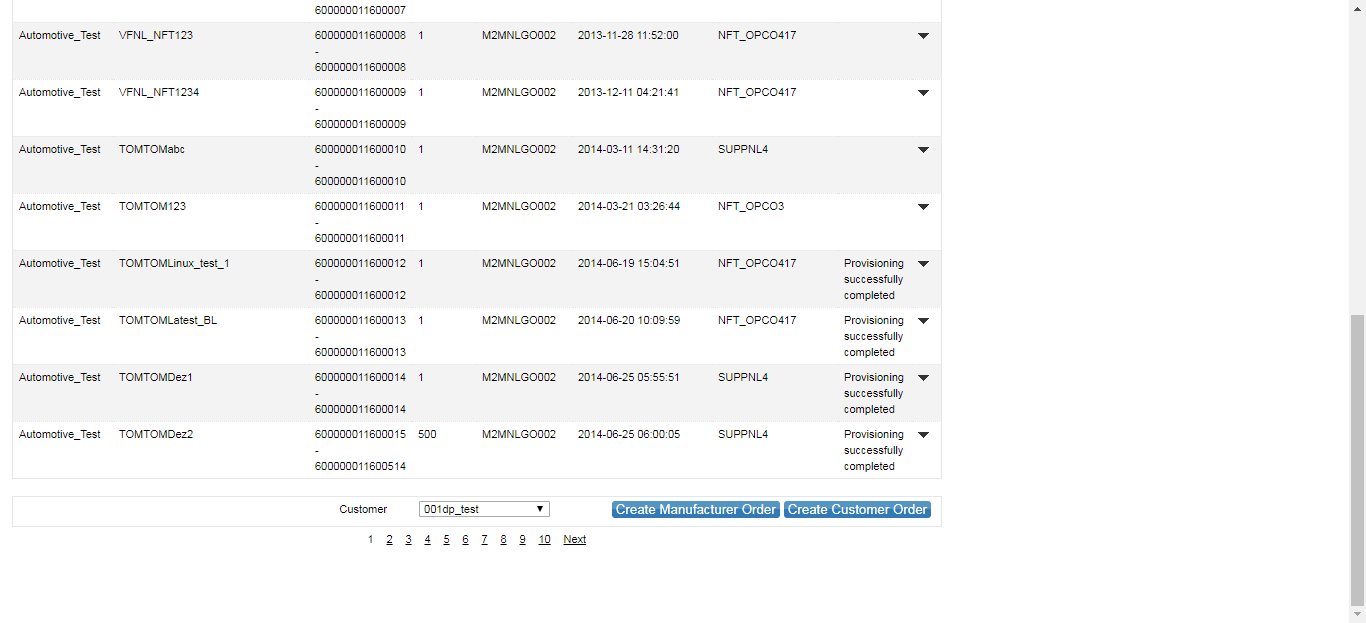 600000011600007
Automotive_Test VFNL_NFT123 600000011600008 1 M2MNLGO002 2013-11-28 11:52:00 NFT_OPCO417
-
600000011600008
Automotive_Test VFNL_NFT1234 600000011600009 1 M2MNLGO002 2013-12-11 04:21:41 NFT_OPCO417
-
600000011600009
Automotive_Test TOMTOMabc 600000011600010 1 M2MNLGO002 2014-03-11 14:31:20 SUPPNL4
-
600000011600010
Automotive_Test TOMTOM123 600000011600011 1 M2MNLGO002 2014-03-21 03:26:44 NFT_OPCO3
-
600000011600011
Automotive_Test TOMTOMLinux_test_1 600000011600012 1 M2MNLGO002 2014-06-19 15:04:51 NFT_OPCO417 Provisioning
- successfully
600000011600012 completed
Automotive_Test TOMTOMLatest_BL 600000011600013 1 M2MNLGO002 2014-06-20 10:09:59 NFT_OPCO417 Provisioning
- successfully
600000011600013 completed
Automotive_Test TOMTOMDez1 600000011600014 1 M2MNLGO002 2014-06-25 05:55:51 SUPPNL4 Provisioning
- successfully
600000011600014 completed
Automotive_Test TOMTOMDez2 600000011600015 500 M2MNLGO002 2014-06-25 06:00:05 SUPPNL4 Provisioning
- successfully
600000011600514 completed
Customer 001dp_test Create Manufacturer Order Create Customer Order
1 2 3 4 5 6 7 8 9 10 Next